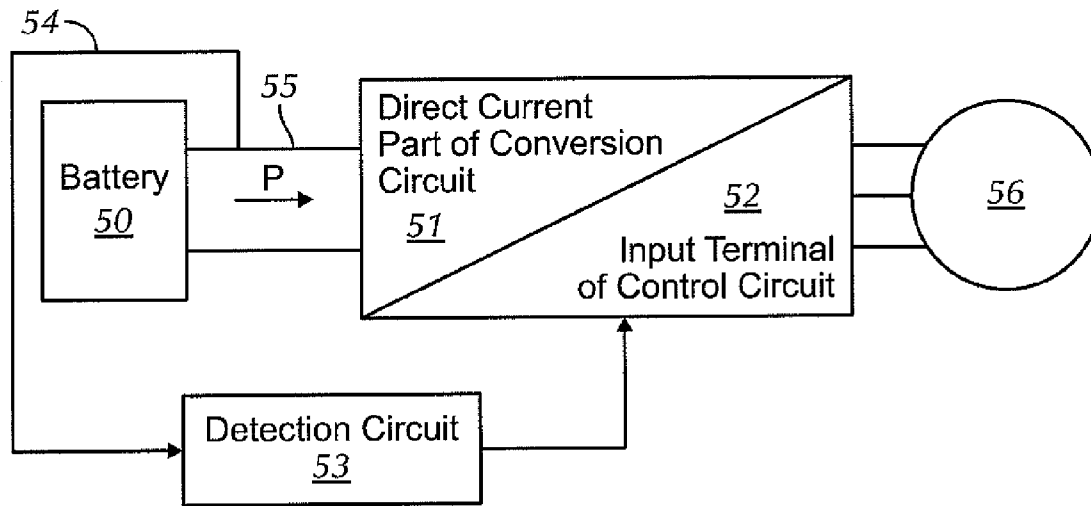 54
55
Battery
50
P
Direct Current
Part of Conversion
Circuit
51
52
Input Terminal
of Control Circuit
56
Detection Circuit
53